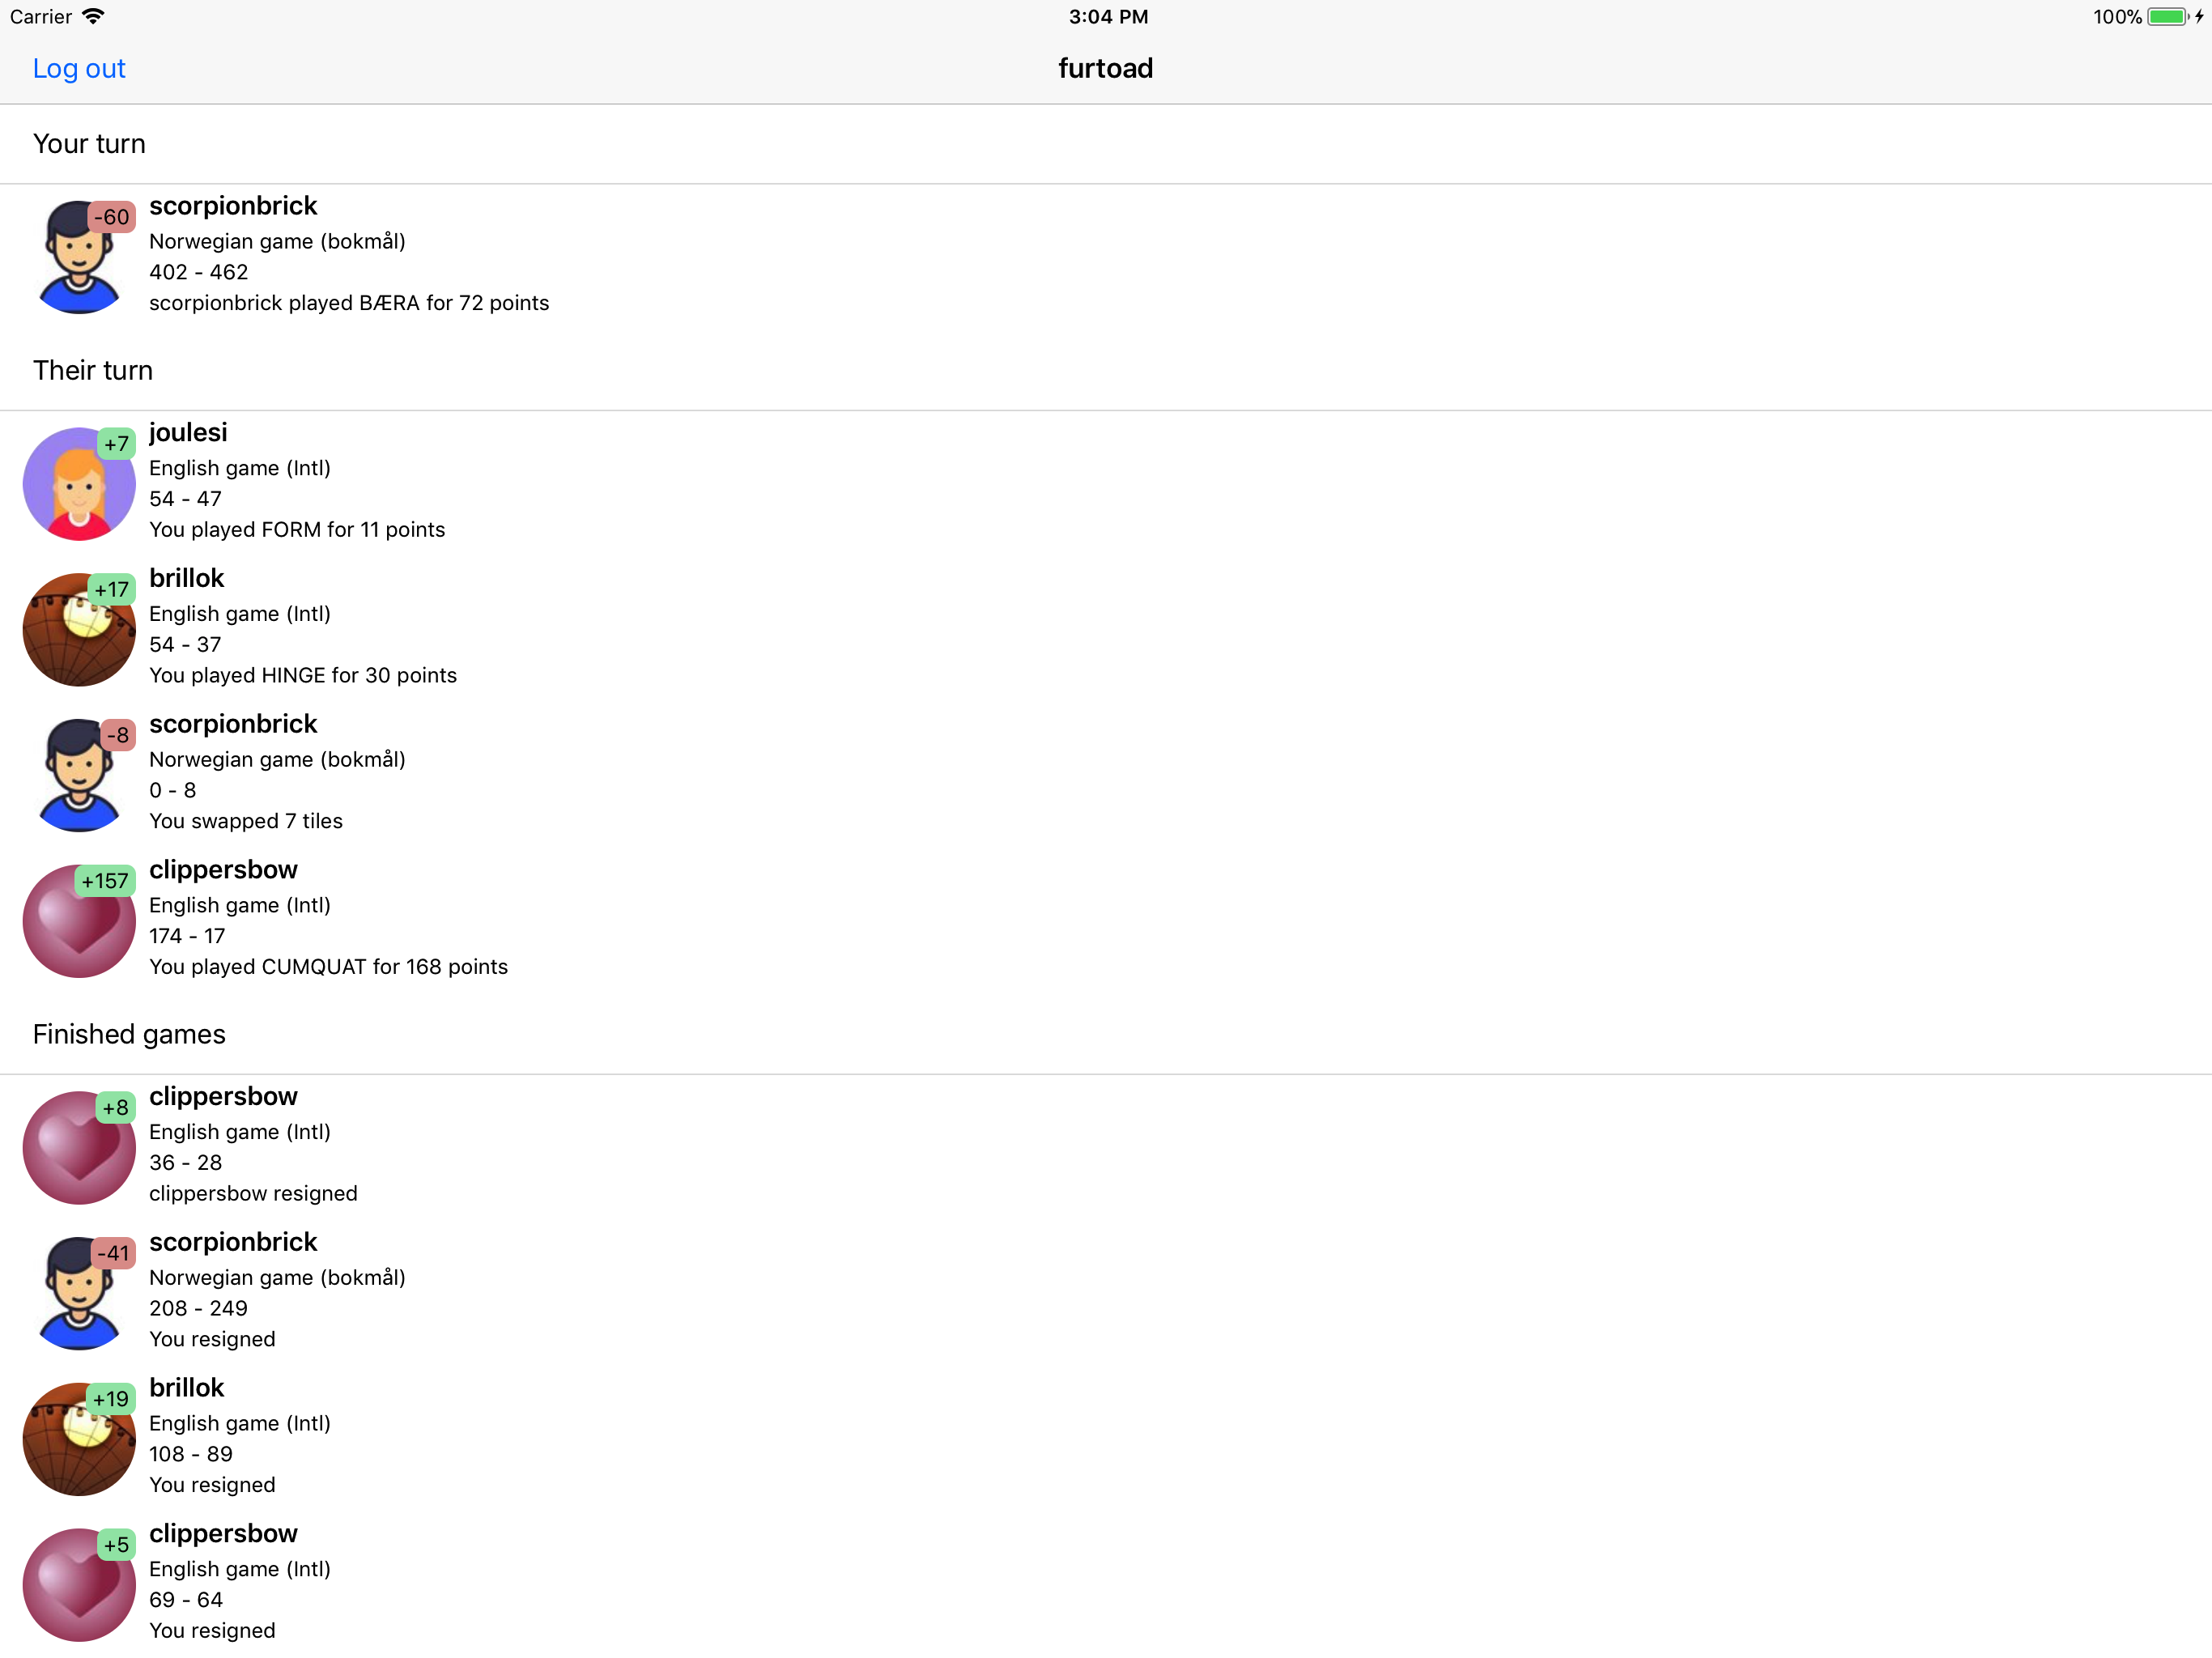 Carrier
3:04 PM
100%
Log out
furtoad
Your turn
-60
scorpionbrick
Norwegian game (bokmål)
402 - 462
scorpionbrick played BÆRA for 72 points
Their turn
+7
joulesi
English game (Intl)
54 - 47
You played FORM for 11 points
+17
brillok
English game (Intl)
54 - 37
You played HINGE for 30 points
-8
scorpionbrick
Norwegian game (bokmål)
0 - 8
You swapped 7 tiles
+157
clippersbow
English game (Intl)
174 - 17
You played CUMQUAT for 168 points
Finished games
+8
clippersbow
English game (Intl)
36 - 28
clippersbow resigned
-41
scorpionbrick
Norwegian game (bokmål)
208 - 249
You resigned
+19
brillok
English game (Intl)
108 - 89
You resigned
+5
clippersbow
English game (Intl)
69 - 64
You resigned